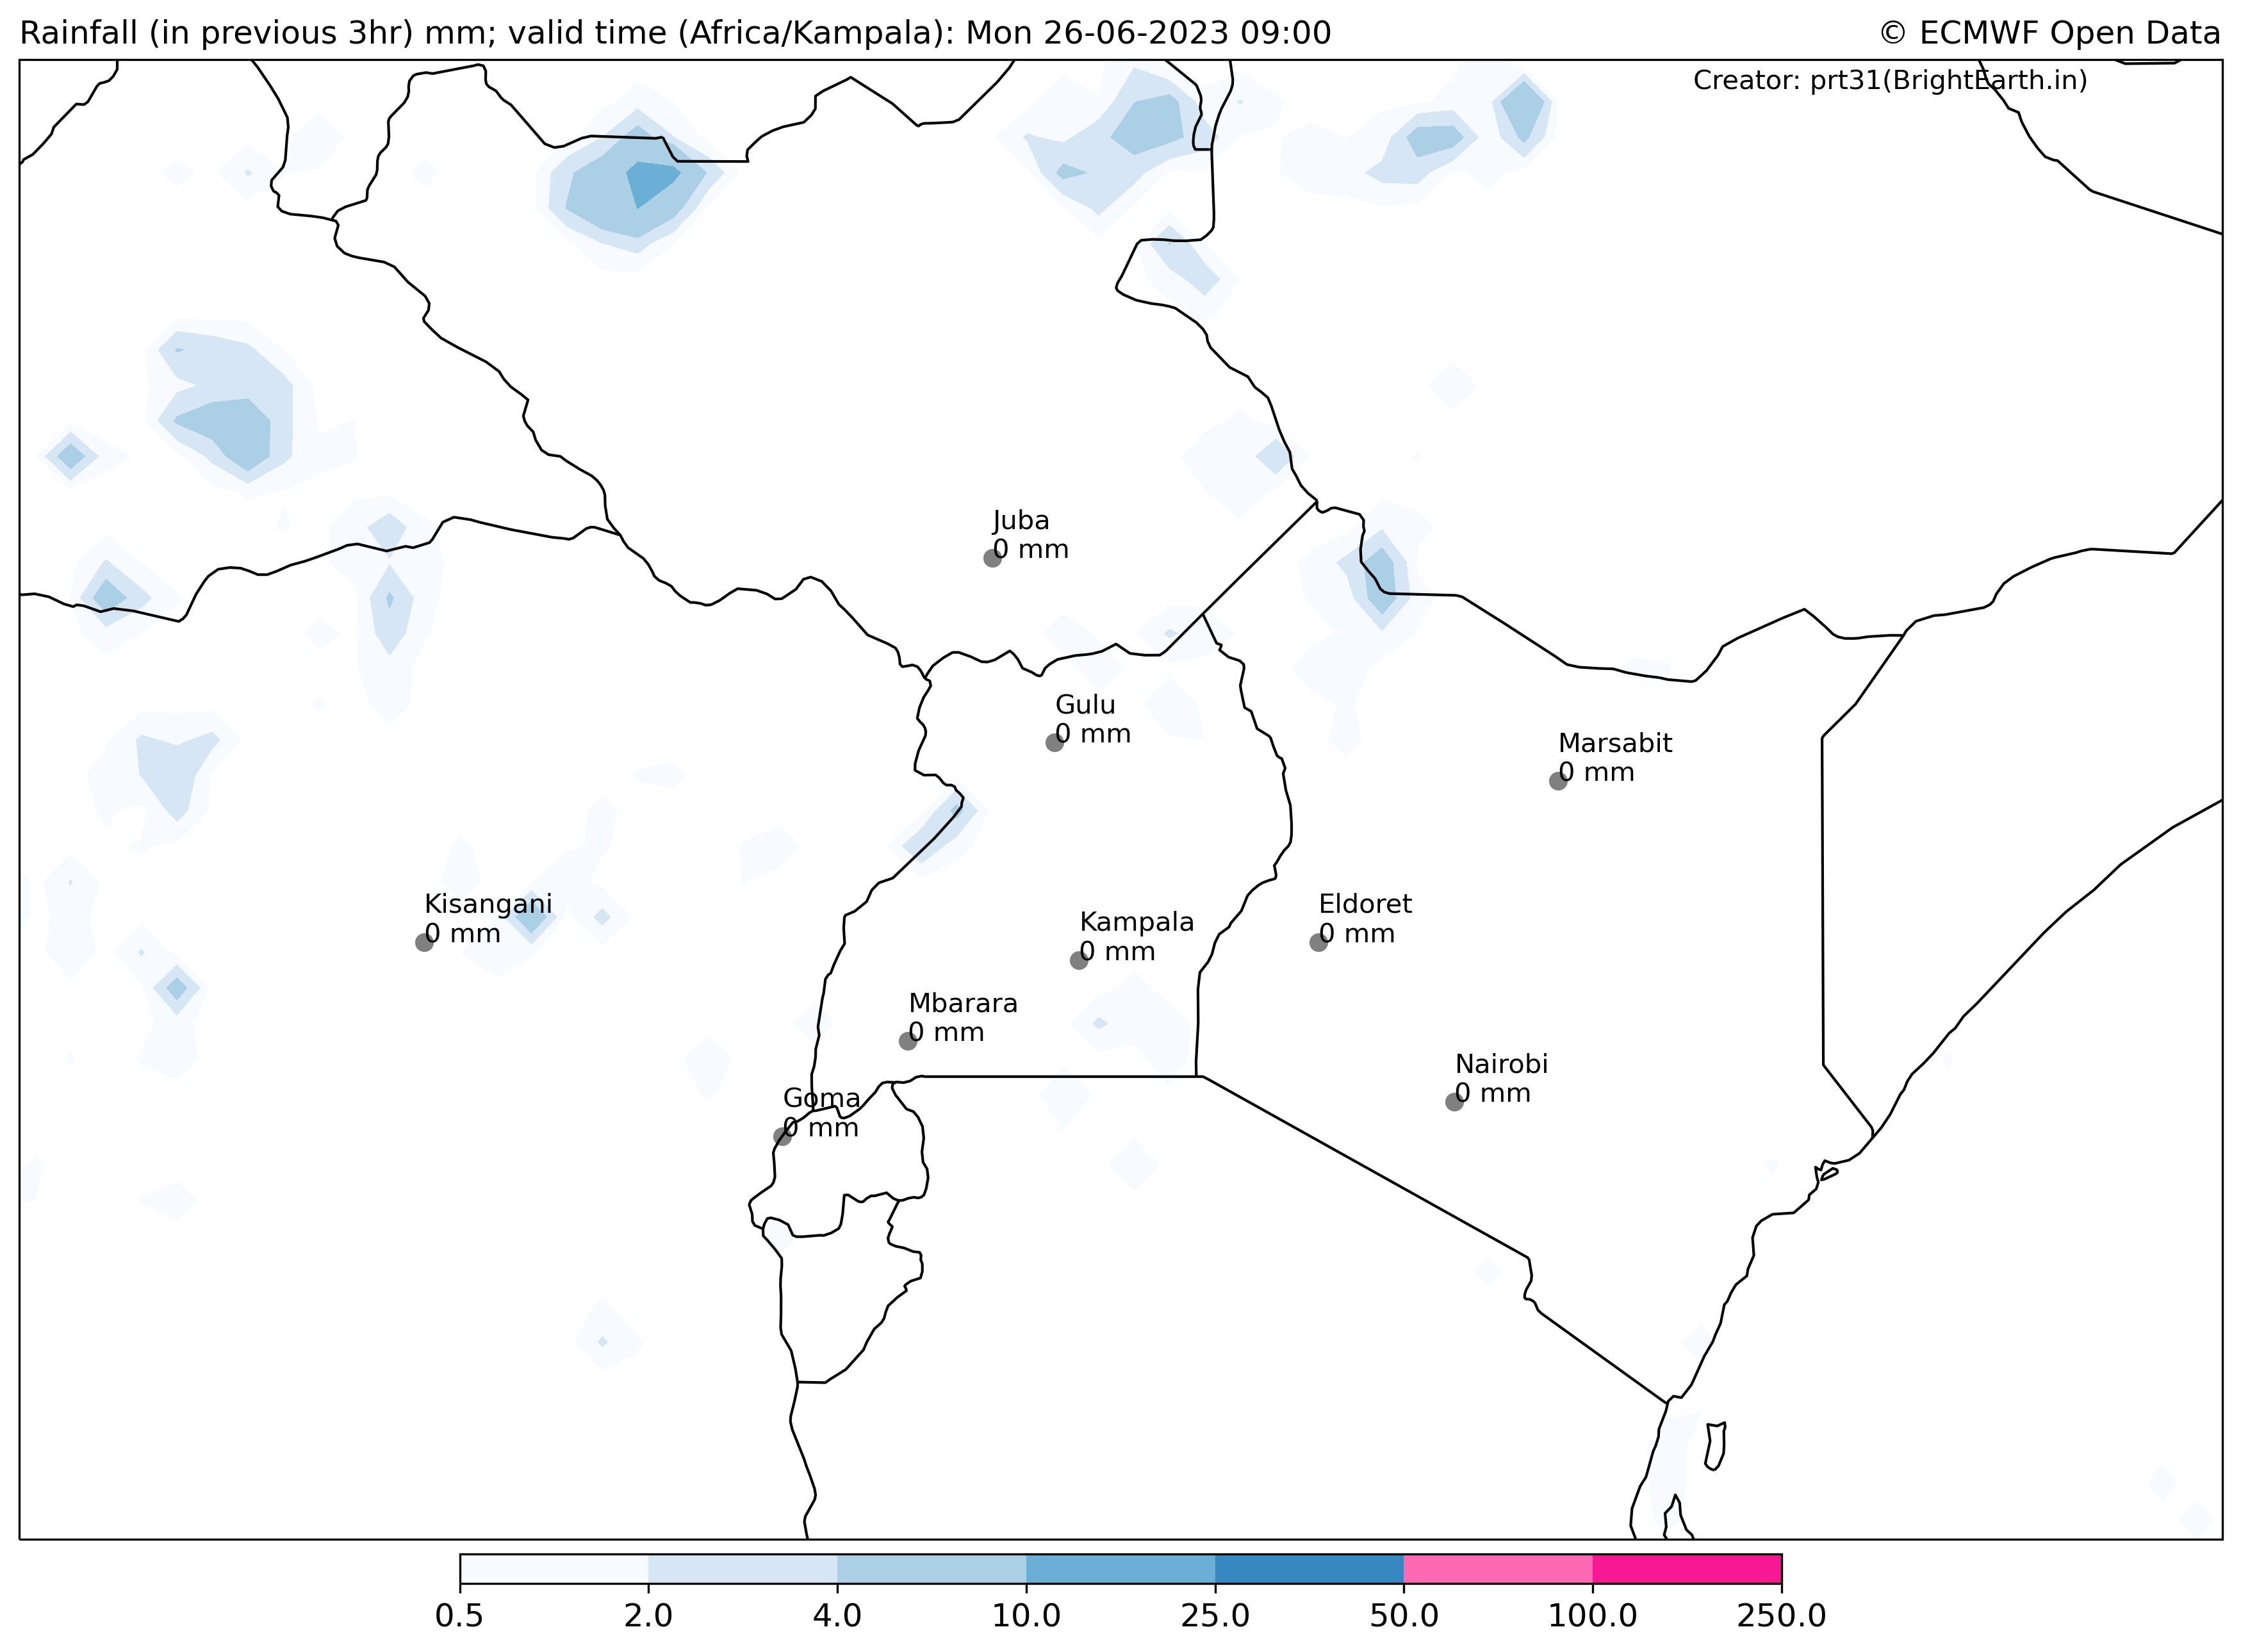 Rainfall (in previous 3hr) mm; valid time (Africa/Kampala): Mon 26-06-2023 09:00
© ECMWF Open Data
Creator: prt31(BrightEarth.in)
Juba
0 mm
Gulu
0 mm
Marsabit
0 mm
Kisangani
0 mm
Eldoret
0 mm
Kampala
0 mm
Mbarara
0 mm
Nairobi
0 mm
Goma
0 mm
0.5 2.0 4.0 10.0 25.0 50.0 100.0 250.0